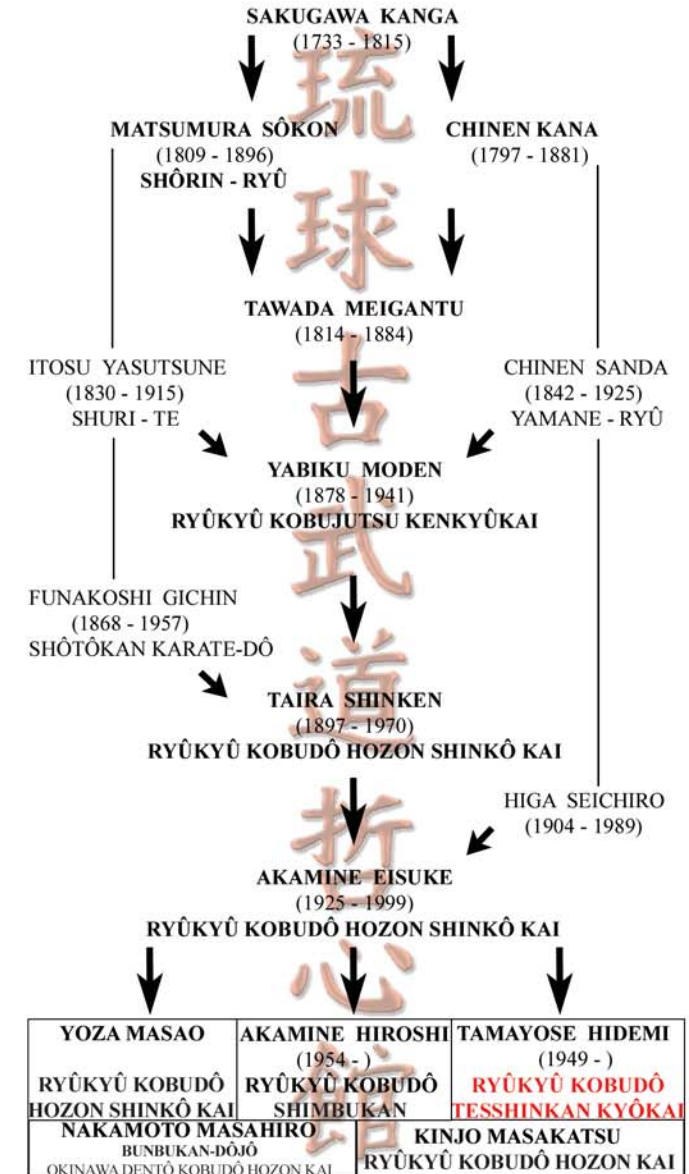 SAKUGAWA KANGA
(1733 - 1815)
MATSUMURA SÔKON
(1809 - 1896)
SHÔRIN - RYÛ
CHINEN KANA
(1797 - 1881)
TAWADA MEIGANTU
(1814 - 1884)
ITOSU YASUTSUNE
(1830 - 1915)
SHURI - TE
CHINEN SANDA
(1842 - 1925)
YAMANE - RYÛ
YABIKU MODEN
(1878 - 1941)
RYÛKYÛ KOBUJUTSU KENKYÛKAI
FUNAKOSHI GICHIN
(1868 - 1957)
SHÔTÔKAN KARATE-DÔ
TAIRA SHINKEN
(1897 - 1970)
RYÛKYÛ KOBUDÔ HOZON SHINKÔ KAI
HIGA SEICHIRO
(1904 - 1989)
AKAMINE EISUKE
(1925 - 1999)
RYÛKYÛ KOBUDÔ HOZON SHINKÔ KAI
YOZA MASAO
RYÛKYÛ KOBUDÔ
HOZON SHINKÔ KAI
AKAMINE HIROSHI
(1954 - )
RYÛKYÛ KOBUDÔ
SHIMBUKAN
TAMAYOSE HIDEMI
(1949 - )
RYÛKYÛ KOBUDÔ
TESSHINKAN KYÔKAI
NAKAMOTO MASAHIRO
BUNBUKAN-DÔJÔ
OKINAWA DENTÔ KOBUDÔ HOZON KAI
KINJO MASAKATSU
RYÛKYÛ KOBUDÔ HOZON KAI
琉
球
古
武
道
哲
心
館